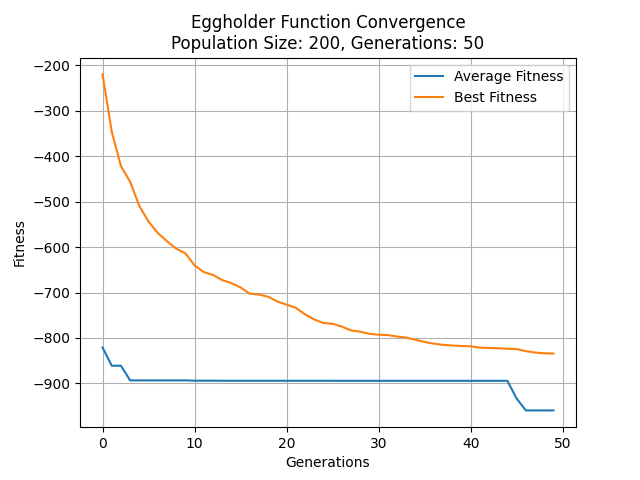 Eggholder Function Convergence
Population Size: 200, Generations: 50
Average Fitness
Best Fitness
−200
−300
−400
−500
−600
−700
−800
−900
Fitness
0 10 20 30 40 50
Generations